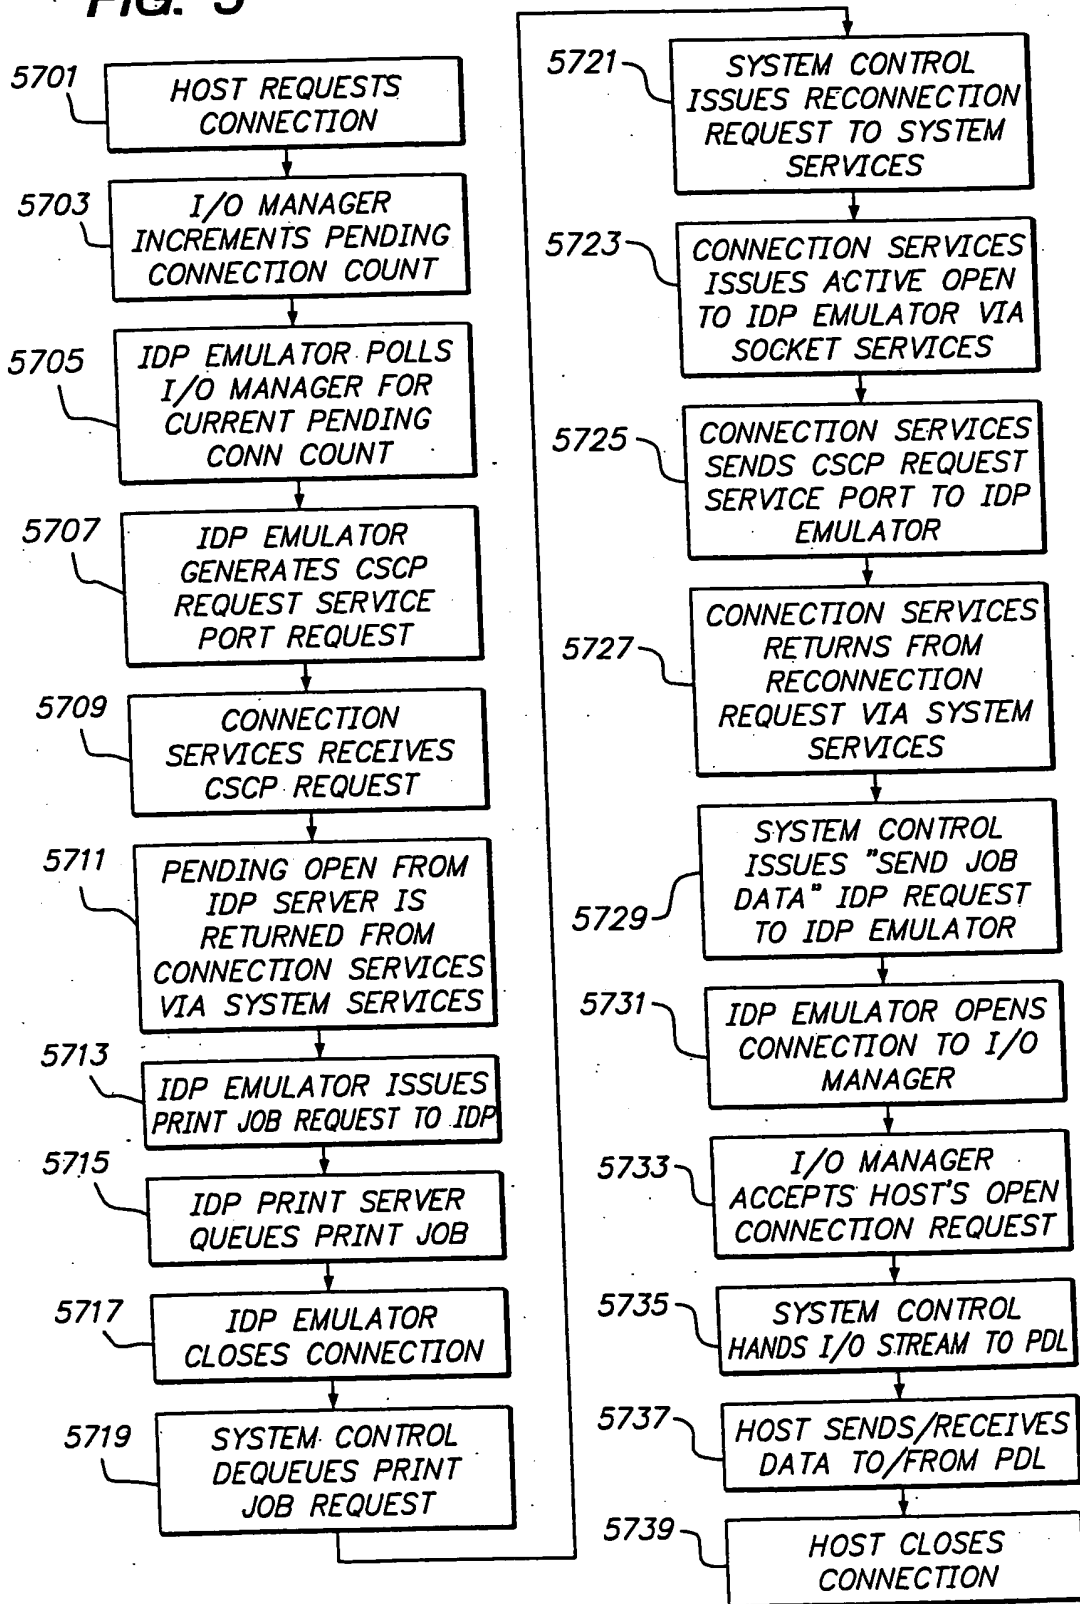 FIG. 5
5701
HOST REQUESTS
CONNECTION
5703
I/O MANAGER
INCREMENTS PENDING
CONNECTION COUNT
5705
IDP EMULATOR POLLS
I/O MANAGER FOR
CURRENT PENDING
CONN COUNT
5707
IDP EMULATOR
GENERATES CSCP
REQUEST SERVICE
PORT REQUEST
5709
CONNECTION
SERVICES RECEIVES
CSCP REQUEST
5711
PENDING OPEN FROM
IDP SERVER IS
RETURNED FROM
CONNECTION SERVICES
VIA SYSTEM SERVICES
5713
IDP EMULATOR ISSUES
PRINT JOB REQUEST TO IDP
5715
IDP PRINT SERVER
QUEUES PRINT JOB
5717
IDP EMULATOR
CLOSES CONNECTION
5719
SYSTEM CONTROL
DEQUEUES PRINT
JOB REQUEST
5721
SYSTEM CONTROL
ISSUES RECONNECTION
REQUEST TO SYSTEM
SERVICES
5723
CONNECTION SERVICES
ISSUES ACTIVE OPEN
TO IDP EMULATOR VIA
SOCKET SERVICES
5725
CONNECTION SERVICES
SENDS CSCP REQUEST
SERVICE PORT TO IDP
EMULATOR
5727
CONNECTION SERVICES
RETURNS FROM
RECONNECTION
REQUEST VIA SYSTEM
SERVICES
5729
SYSTEM CONTROL
ISSUES "SEND JOB
DATA" IDP REQUEST
TO IDP EMULATOR
5731
IDP EMULATOR OPENS
CONNECTION TO I/O
MANAGER
5733
I/O MANAGER
ACCEPTS HOST'S OPEN
CONNECTION REQUEST
5735
SYSTEM CONTROL
HANDS I/O STREAM TO PDL
5737
HOST SENDS/RECEIVES
DATA TO/FROM PDL
5739
HOST CLOSES
CONNECTION